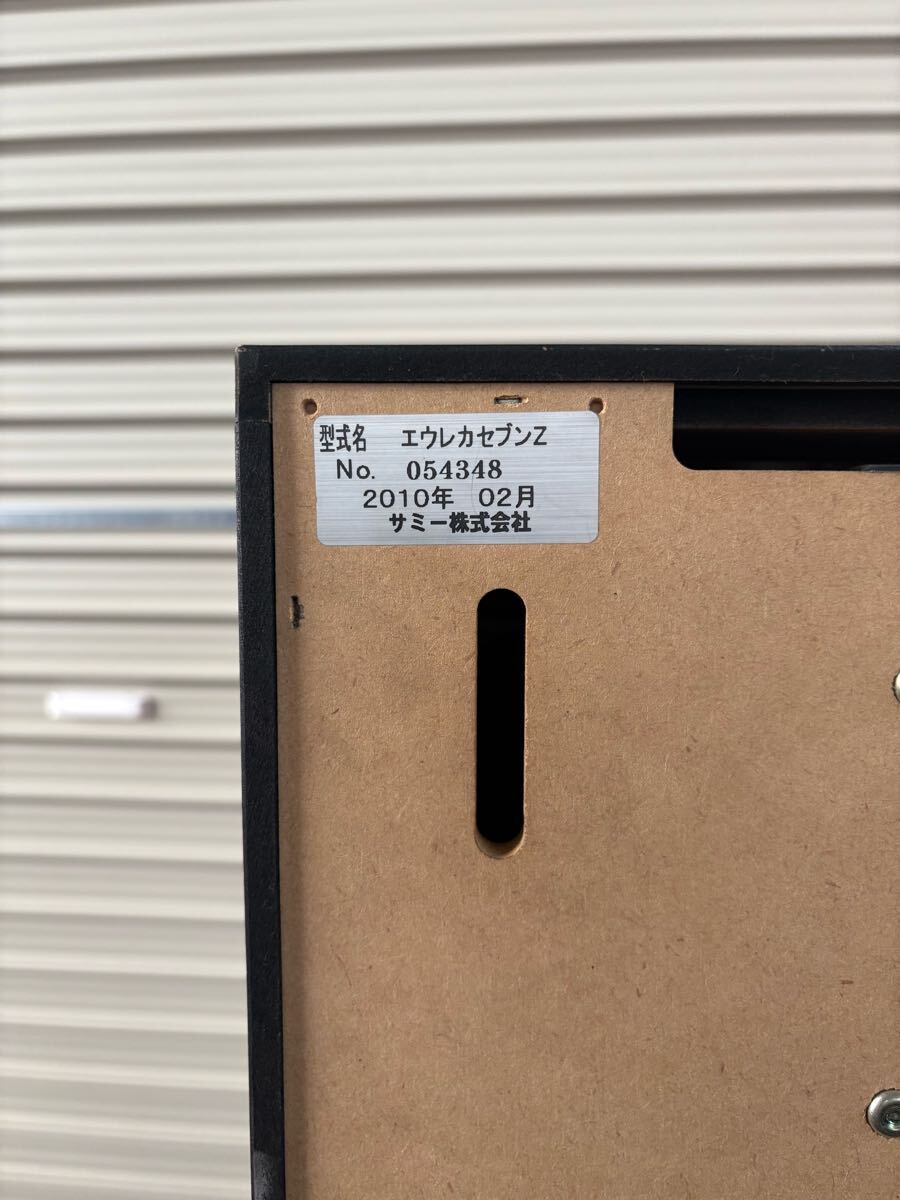 型式名 エウレカセブンZ
No. 054348
2010年 02月
サミー株式会社